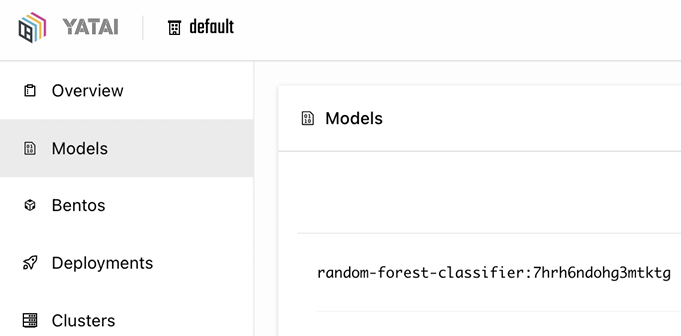 YATAI
default
Overview
Models
Bentos
Deployments
Clusters
Models
random-forest-classifier:7hrh6ndohg3mtktg